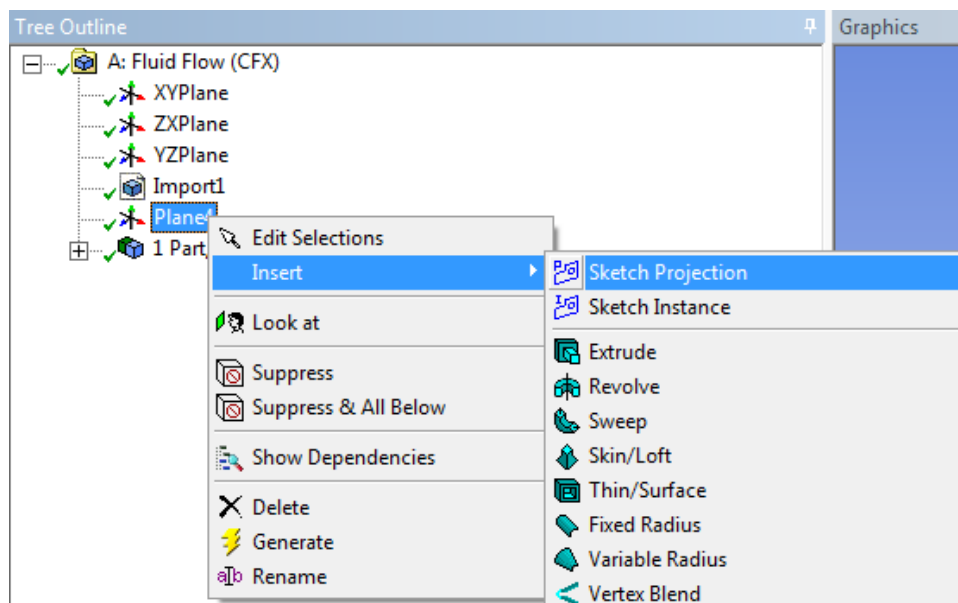 Tree Outline
Graphics
A: Fluid Flow (CFX)
XYPlane
ZXPlane
YZPlane
Import1
Plane4
1 Part,
Edit Selections
Insert
Look at
Suppress
Suppress & All Below
Show Dependencies
Delete
Generate
Rename
Sketch Projection
Sketch Instance
Extrude
Revolve
Sweep
Skin/Loft
Thin/Surface
Fixed Radius
Variable Radius
Vertex Blend